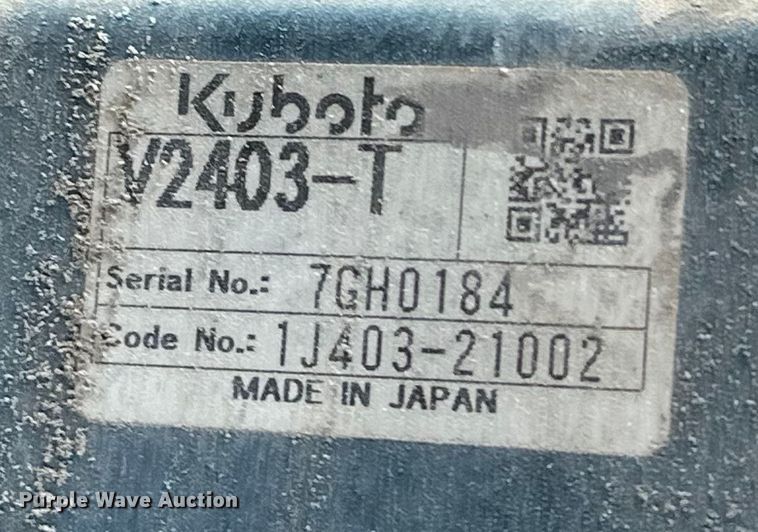 Kubota
V2403-T
Serial No.: 7GH0184
Code No.: 1J403-21002
MADE IN JAPAN
Purple Wave Auction